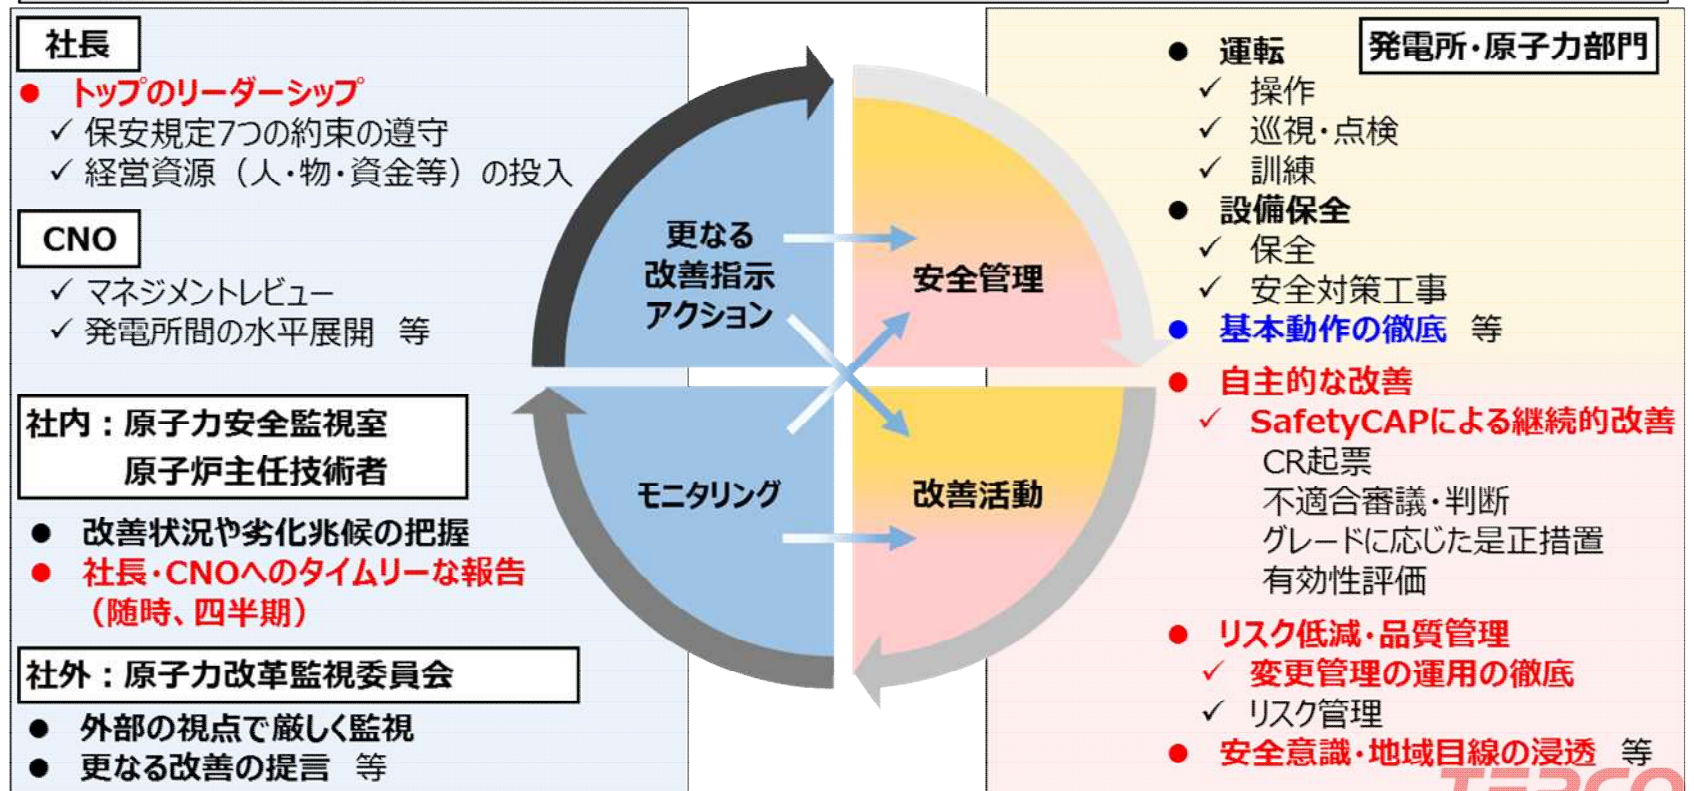 社長
● トップのリーダーシップ
✓ 保安規定7つの約束の遵守
✓ 経営資源（人・物・資金等）の投入
CNO
✓ マネジメントレビュー
✓ 発電所間の水平展開 等
社内：原子力安全監視室
原子炉主任技術者
● 改善状況や劣化兆候の把握
● 社長・CNOへのタイムリーな報告
（随時、四半期）
社外：原子力改革監視委員会
● 外部の視点で厳しく監視
● 更なる改善の提言 等
更なる
改善指示
アクション
安全管理
モニタリング
改善活動
発電所・原子力部門
● 運転
✓ 操作
✓ 巡視・点検
✓ 訓練
● 設備保全
✓ 保全
✓ 安全対策工事
● 基本動作の徹底 等
● 自主的な改善
✓ SafetyCAPによる継続的改善
CR起票
不適合審議・判断
グレードに応じた是正措置
有効性評価
● リスク低減・品質管理
✓ 変更管理の運用の徹底
✓ リスク管理
● 安全意識・地域目線の浸透 等
TEPCO